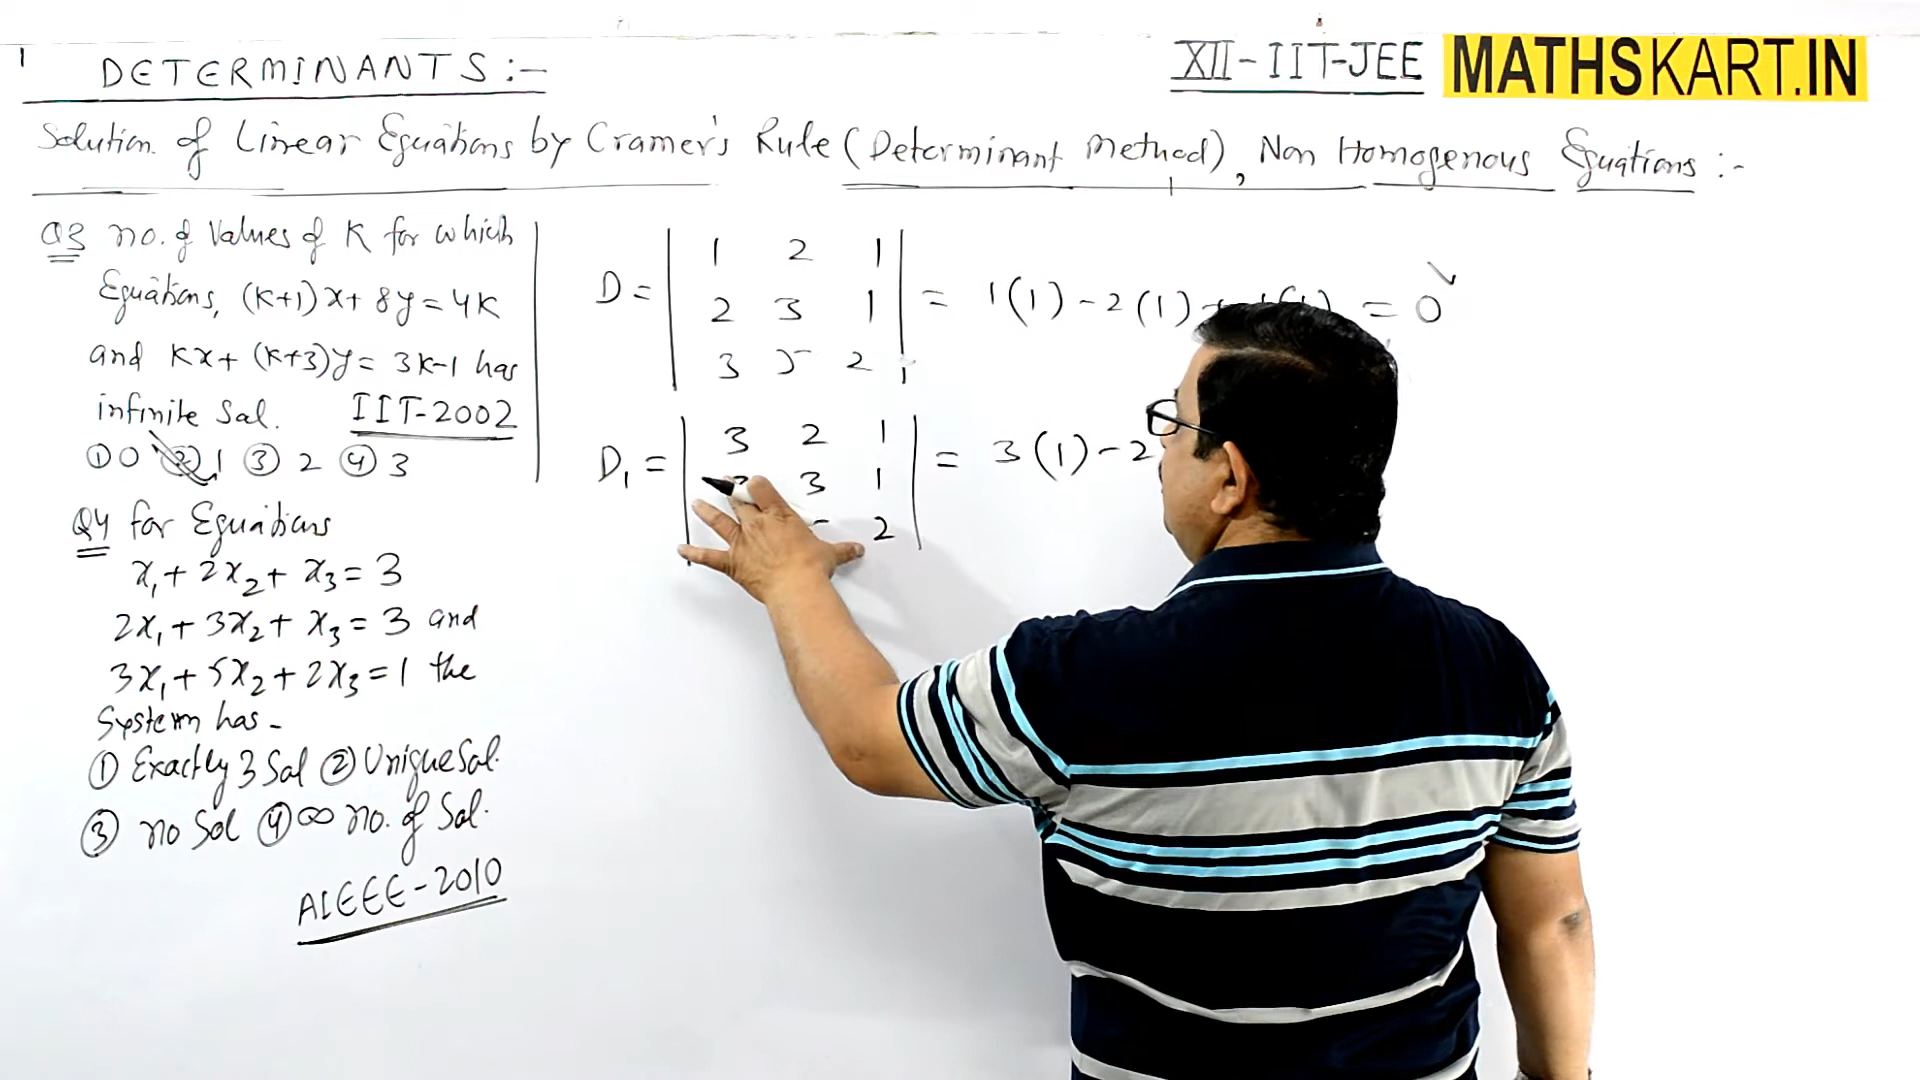 DETERMINANTS :-
XII - IIT-JEE
MATHSKART.IN
Solution of Linear Equations by Cramer's Rule (Determinant Method), Non Homogenous Equations :-
Q3 no. of Values of K for which
Equations, (K+1)x + 8y = 4K
and Kx + (K+3)y = 3K-1 has
infinite Sol. IIT-2002
① 0 ② 1 ③ 2 ④ 3
Q4 for Equations
x₁ + 2x₂ + x₃ = 3
2x₁ + 3x₂ + x₃ = 3 and
3x₁ + 5x₂ + 2x₃ = 1 the
System has -
① Exactly 3 Sol ② Unique Sol.
③ no Sol ④ ∞ no. of Sol.
AIEEE - 2010
D = | 1 2 1 | = 1(1) - 2(1) = 0
2 3 1
3 5 2
D₁ = | 3 2 1 | = 3(1) - 2
3 1
2